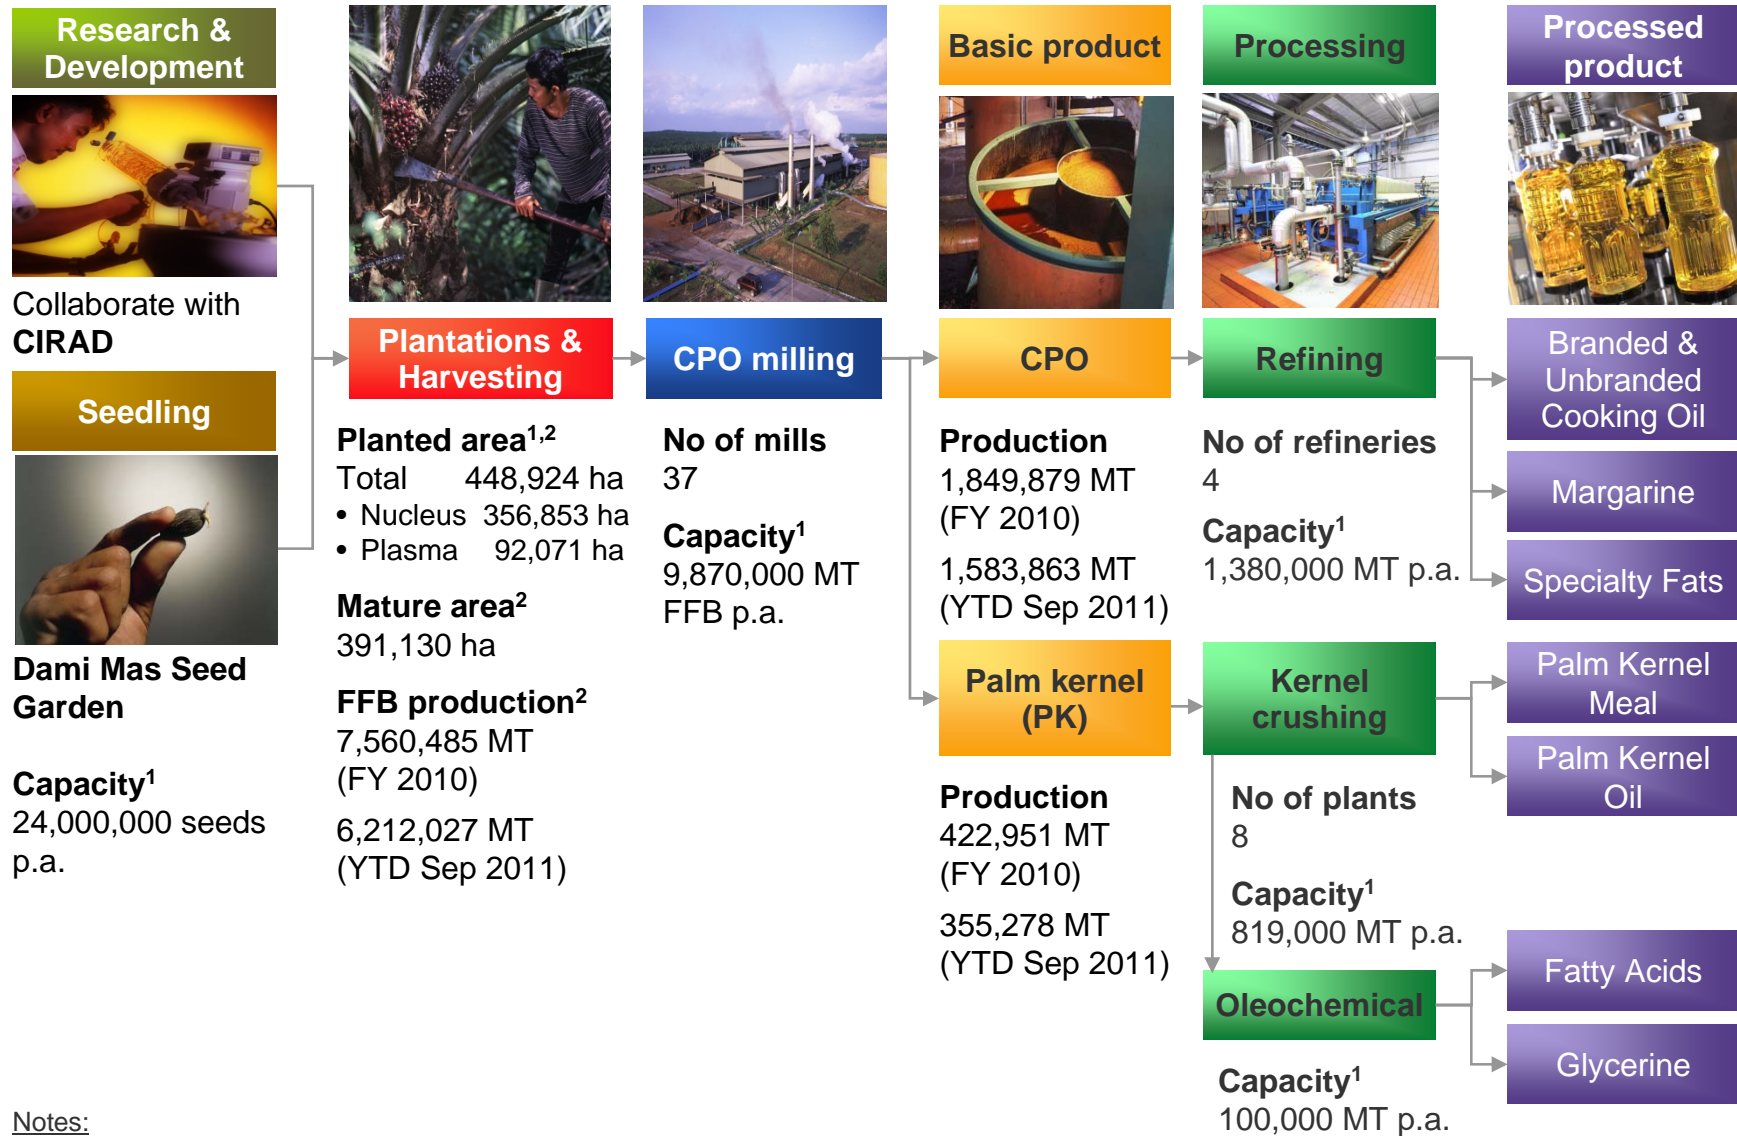 Research &
Development
Collaborate with
CIRAD
Seedling
Dami Mas Seed
Garden
Capacity¹
24,000,000 seeds
p.a.
Plantations &
Harvesting
Planted area¹,²
Total 448,924 ha
• Nucleus 356,853 ha
• Plasma 92,071 ha
Mature area²
391,130 ha
FFB production²
7,560,485 MT
(FY 2010)
6,212,027 MT
(YTD Sep 2011)
CPO milling
No of mills
37
Capacity¹
9,870,000 MT
FFB p.a.
Basic product
CPO
Production
1,849,879 MT
(FY 2010)
1,583,863 MT
(YTD Sep 2011)
Palm kernel
(PK)
Production
422,951 MT
(FY 2010)
355,278 MT
(YTD Sep 2011)
Processing
Refining
No of refineries
4
Capacity¹
1,380,000 MT p.a.
Kernel
crushing
No of plants
8
Capacity¹
819,000 MT p.a.
Oleochemical
Capacity¹
100,000 MT p.a.
Processed
product
Branded &
Unbranded
Cooking Oil
Margarine
Specialty Fats
Palm Kernel
Meal
Palm Kernel
Oil
Fatty Acids
Glycerine
Notes: